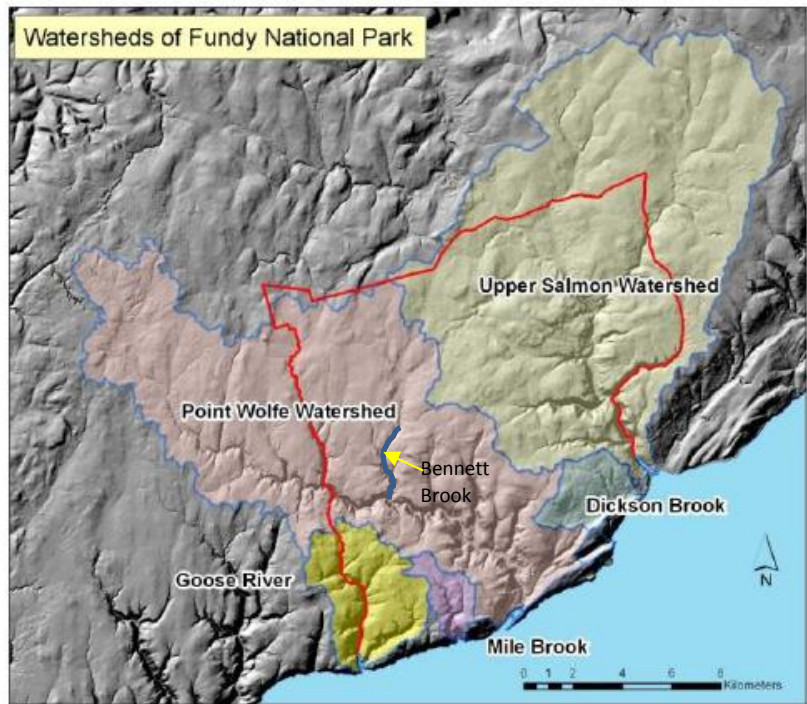 Watersheds of Fundy National Park
Upper Salmon Watershed
Point Wolfe Watershed
Bennett
Brook
Dickson Brook
Goose River
N
Mile Brook
0 1 2 4 6 8
Kilometers